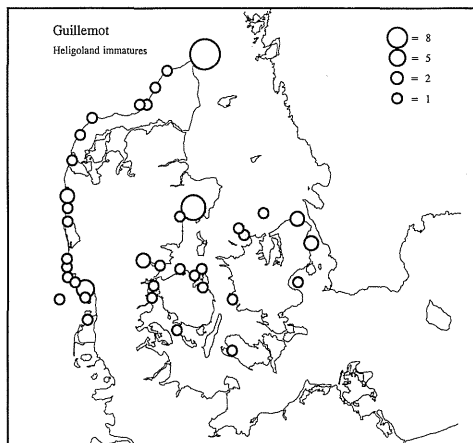 Guillemot
Heligoland immatures
= 8
= 5
= 2
= 1